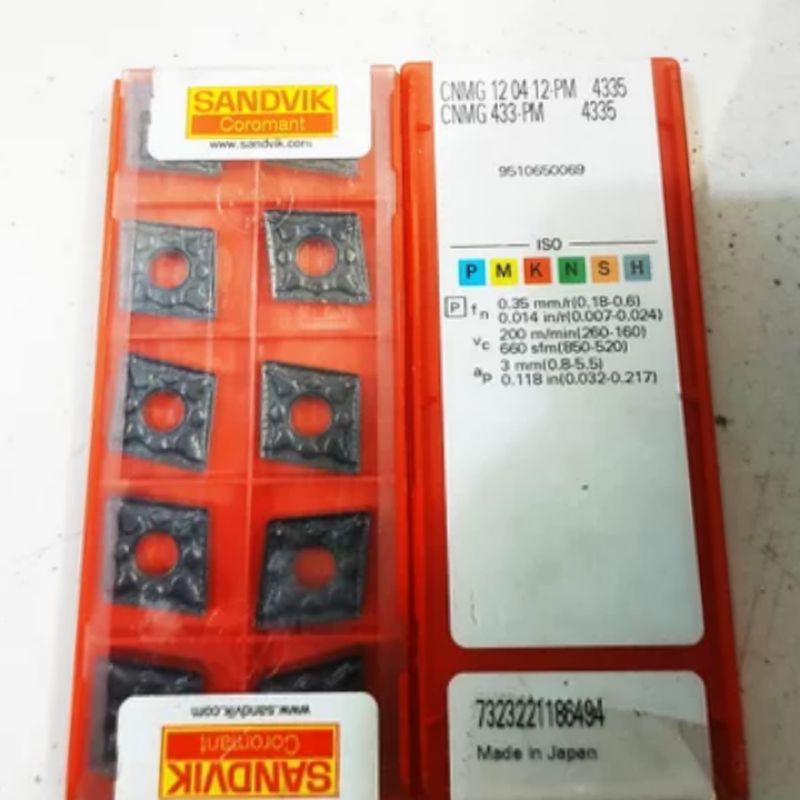 SANDVIK
Coromant
www.sandvik.com
CNMG 12 04 12-PM 4335
CNMG 433-PM 4335
9510650069
ISO
P M K N S H
P fn 0.35 mm/r(0.18-0.6)
0.014 in/r(0.007-0.024)
vc 200 m/min(260-160)
660 sfm(850-520)
ap 3 mm(0.8-5.5)
0.118 in(0.032-0.217)
www.sandvik.com
Coromant
SANDVIK
7323221186494
Made in Japan